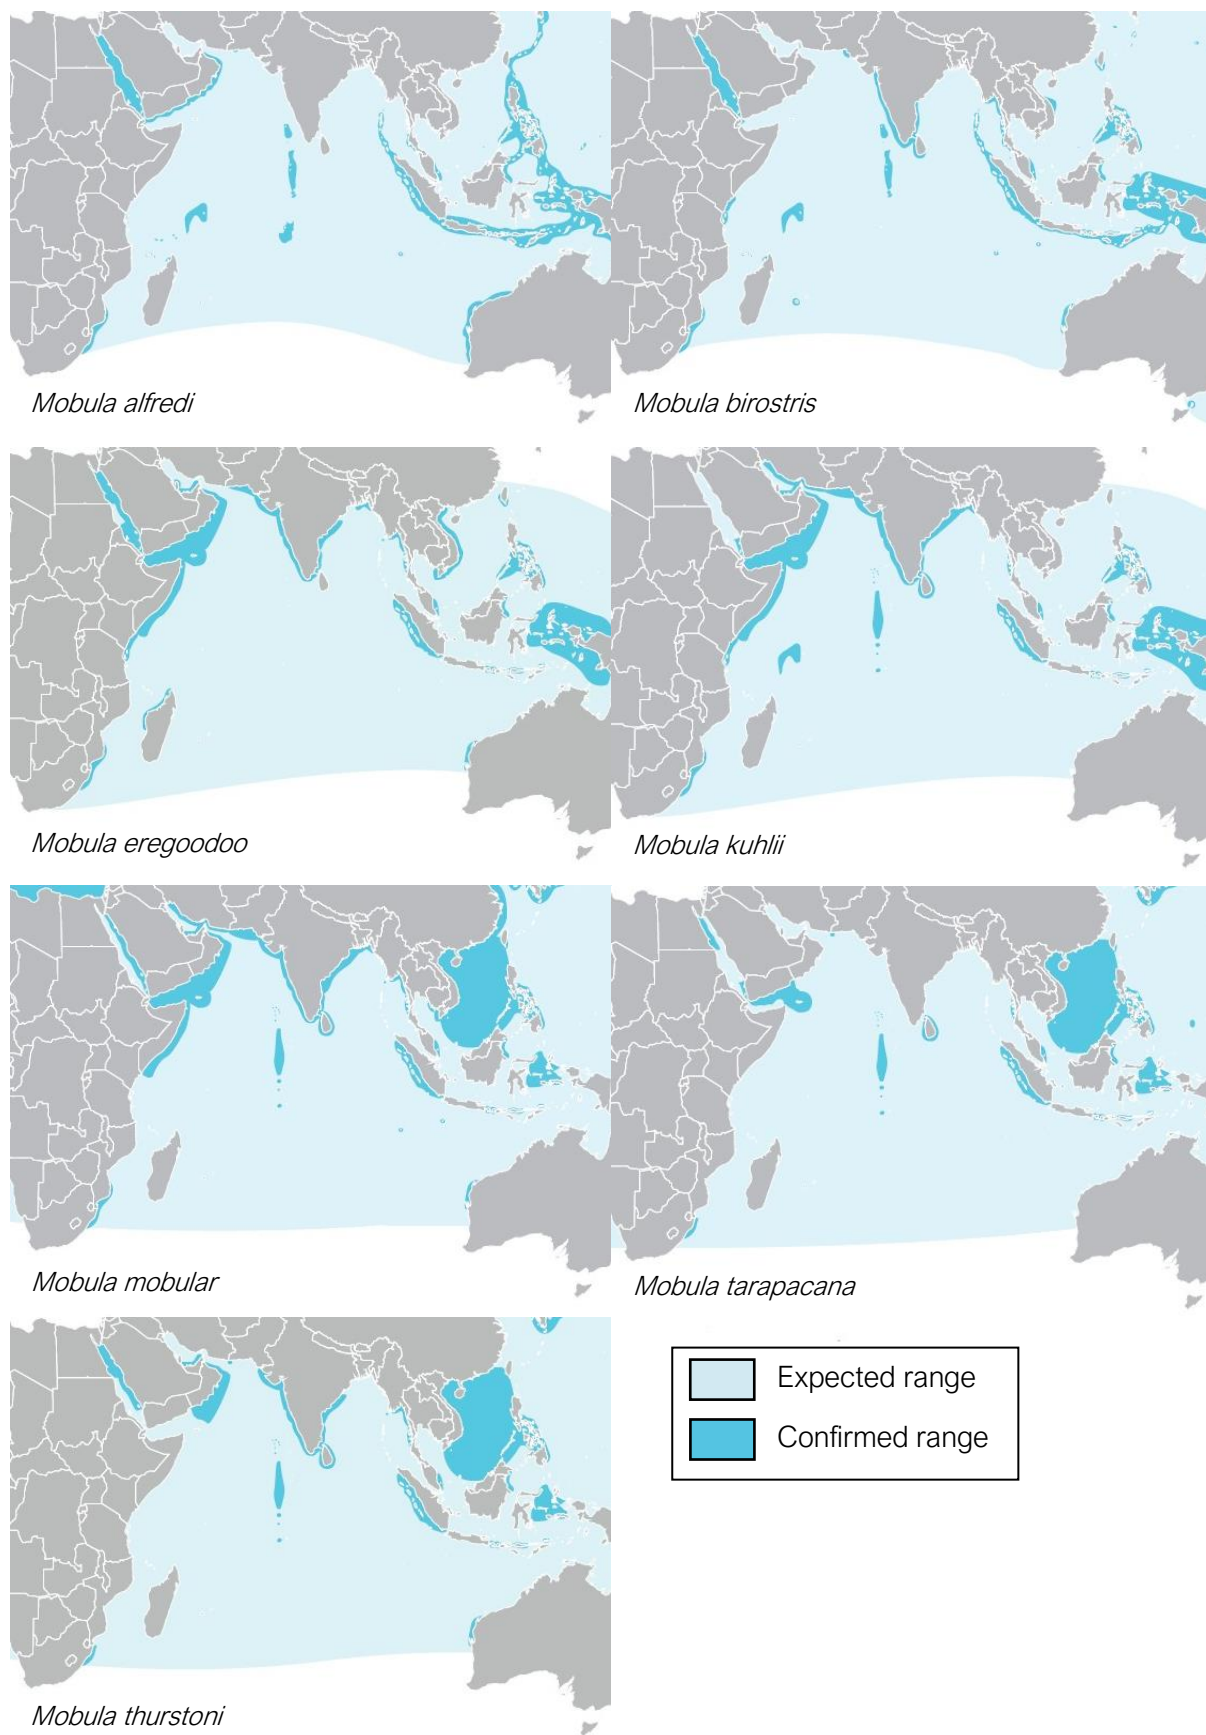 Mobula alfredi
Mobula birostris
Mobula eregoodoo
Mobula kuhlii
Mobula mobular
Mobula tarapacana
Expected range
Confirmed range
Mobula thurstoni